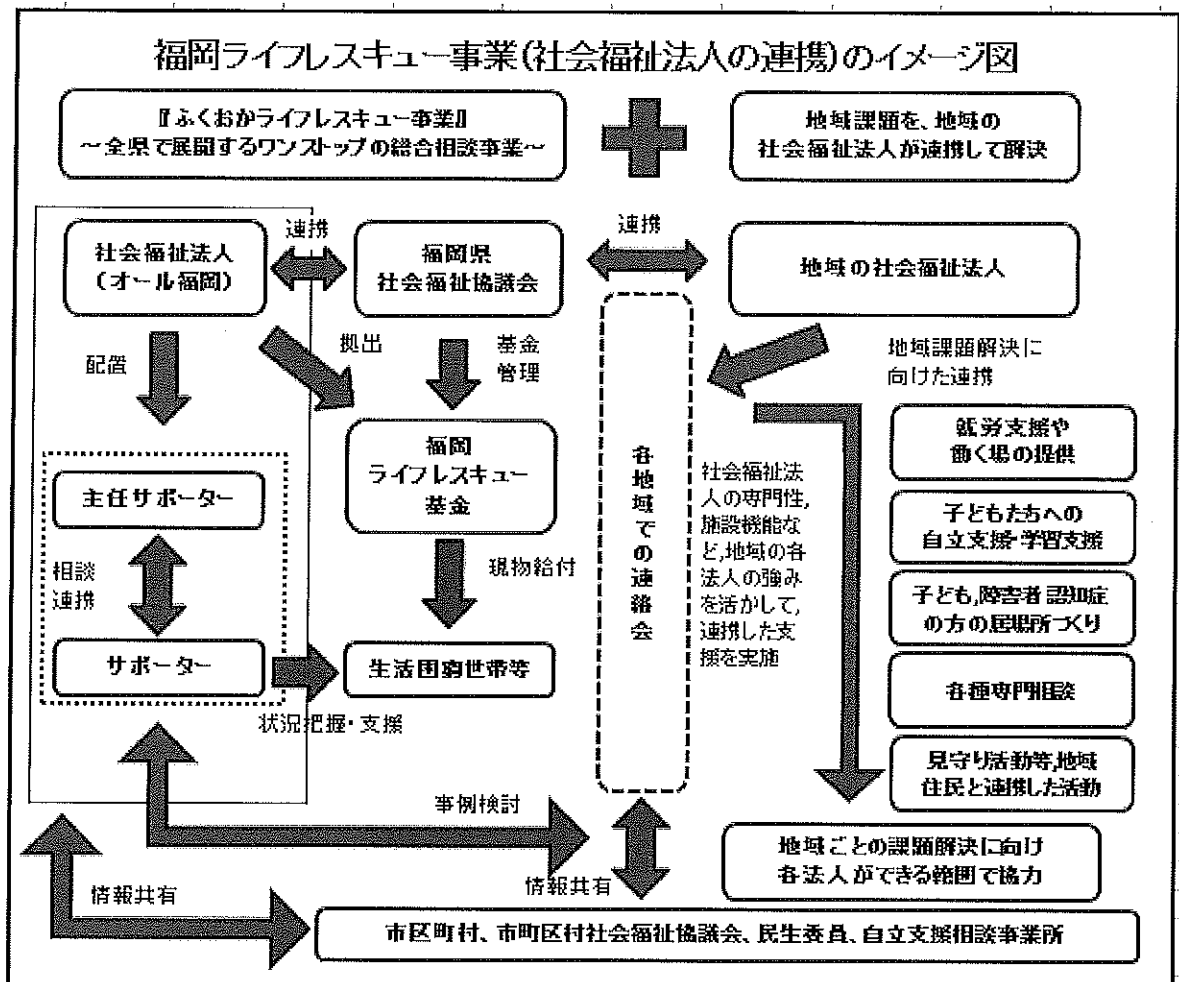 福岡ライフレスキュー事業(社会福祉法人の連携)のイメージ図
『ふくおかライフレスキュー事業』
～全県で展開するワンストップの総合相談事業～
地域課題を、地域の
社会福祉法人が連携して解決
社会福祉法人
(オール福岡)
連携
福岡県
社会福祉協議会
連携
地域の社会福祉法人
配置
拠出
基金
管理
地域課題解決に
向けた連携
福岡
ライフレスキュー
基金
主任サポーター
相談
連携
サポーター
現物給付
生活困窮世帯等
状況把握・支援
各地域での連絡会
社会福祉法
人の専門性,
施設機能な
ど,地域の各
法人の強み
を活かして,
連携した支
援を実施
就労支援や
働く場の提供
子どもたちへの
自立支援・学習支援
子ども,障害者 認知症
の方の居場所づくり
各種専門相談
見守り活動等,地域
住民と連携した活動
事例検討
地域ごとの課題解決に向け
各法人ができる範囲で協力
情報共有
情報共有
市区町村、市町区村社会福祉協議会、民生委員、自立支援相談事業所